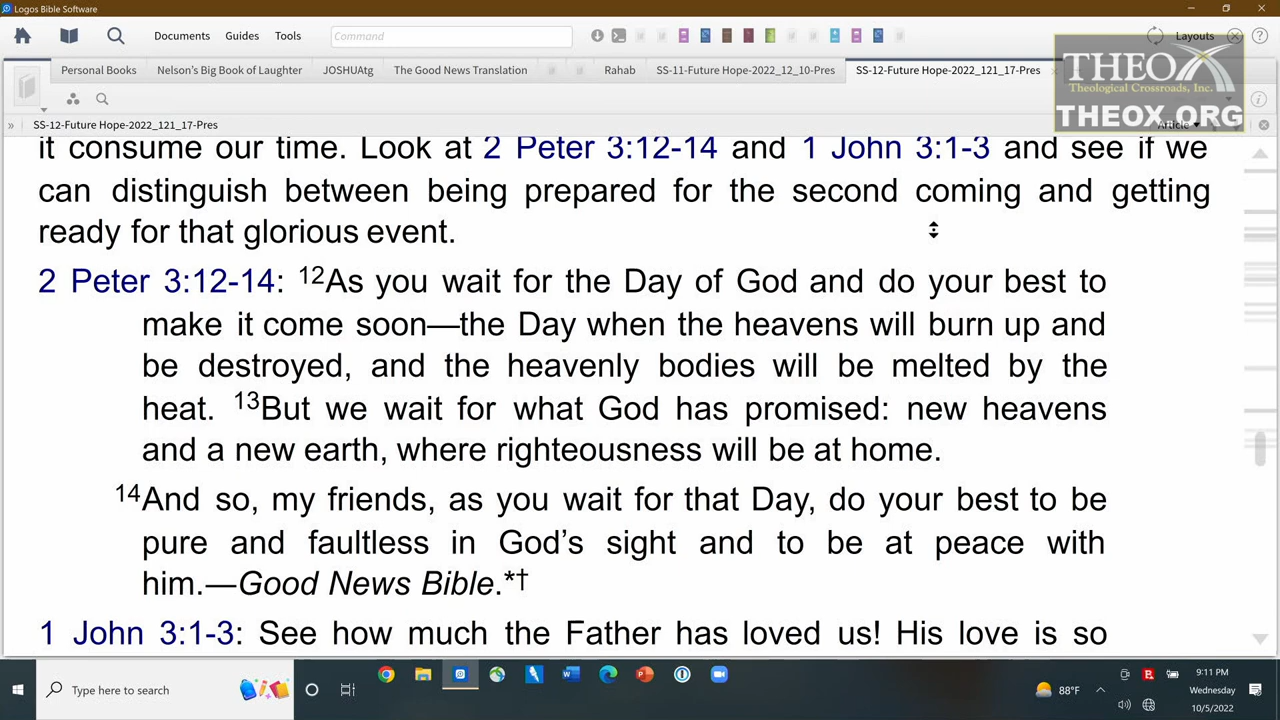 Logos Bible Software
Documents Guides Tools Command Layouts
Personal Books Nelson's Big Book of Laughter JOSHUAtg The Good News Translation Rahab SS-11-Future Hope-2022_12_10-Pres SS-12-Future Hope-2022_121_17-Pres
THEOX
Theological Crossroads, Inc.
THEOX.ORG
SS-12-Future Hope-2022_121_17-Pres Article
it consume our time. Look at 2 Peter 3:12-14 and 1 John 3:1-3 and see if we
can distinguish between being prepared for the second coming and getting
ready for that glorious event.
2 Peter 3:12-14: 12As you wait for the Day of God and do your best to
make it come soon—the Day when the heavens will burn up and
be destroyed, and the heavenly bodies will be melted by the
heat. 13But we wait for what God has promised: new heavens
and a new earth, where righteousness will be at home.
14And so, my friends, as you wait for that Day, do your best to be
pure and faultless in God's sight and to be at peace with
him.—Good News Bible.*†
1 John 3:1-3: See how much the Father has loved us! His love is so
Type here to search
88°F
9:11 PM
Wednesday
10/5/2022